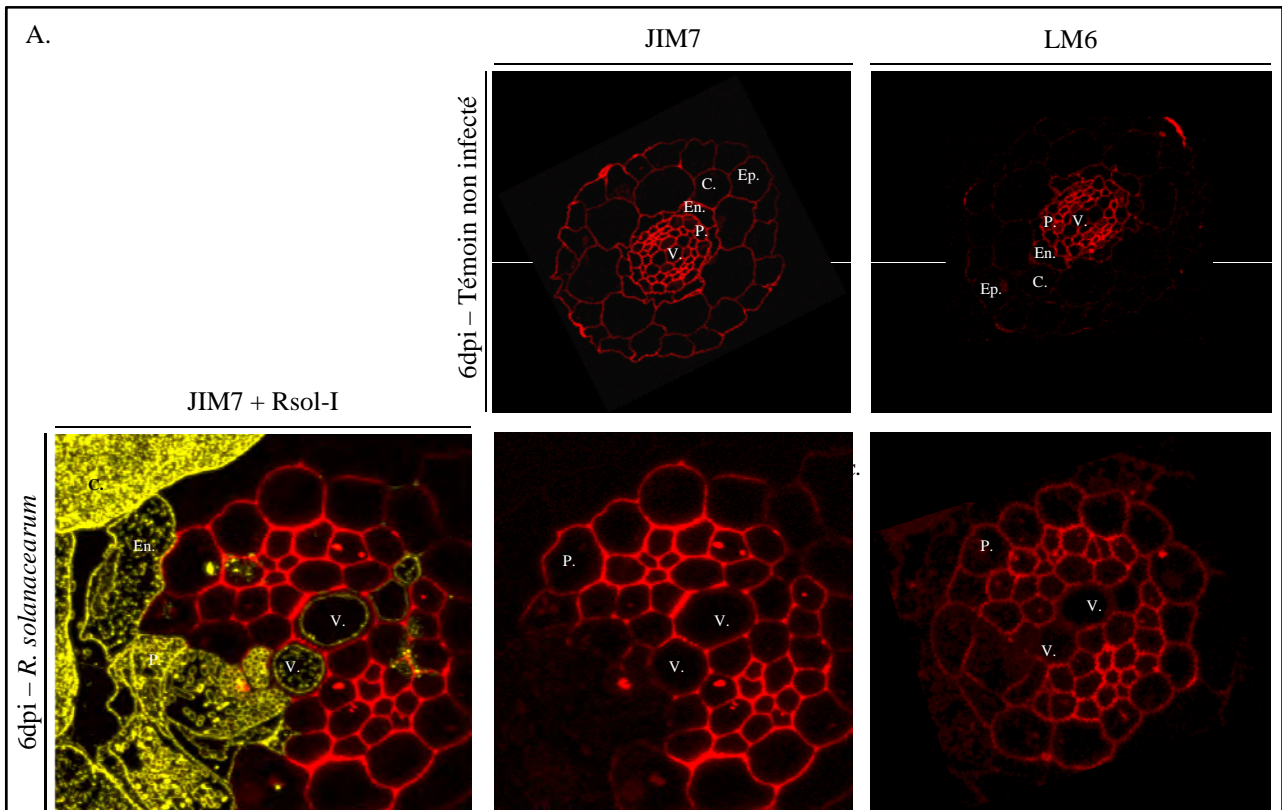 A.
JIM7
LM6
6dpi – Témoin non infecté
Ep.
C.
En.
P.
V.
P.
V.
En.
C.
Ep.
JIM7 + Rsol-I
6dpi – R. solanacearum
C.
En.
P.
V.
V.
P.
V.
V.
c.
P.
V.
V.